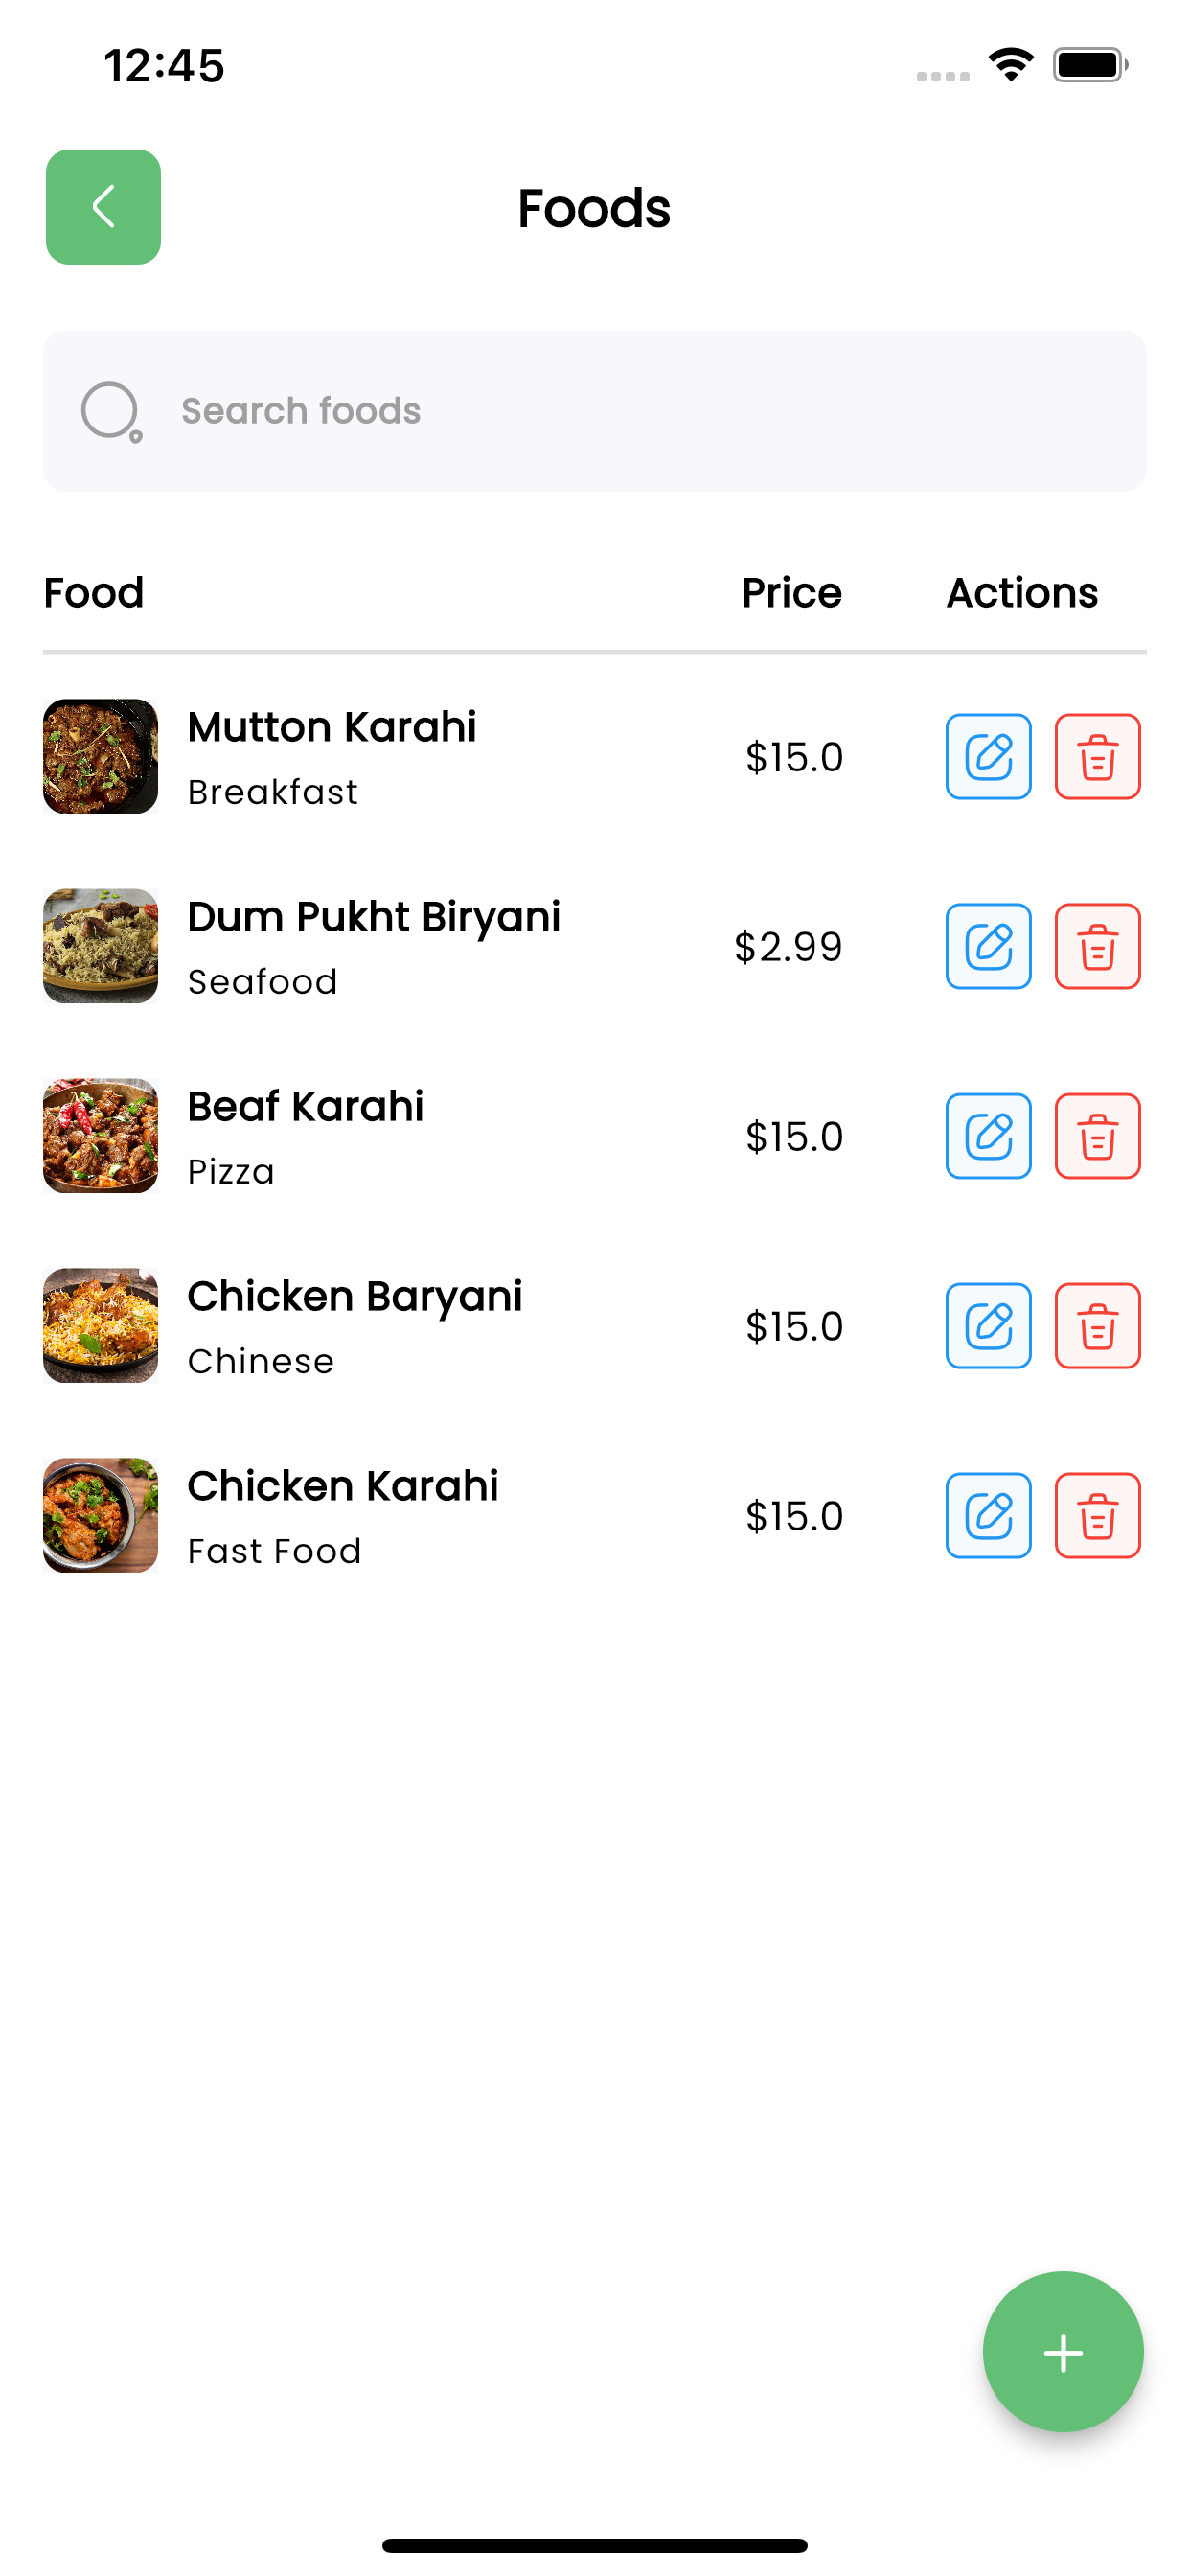 12:45
Foods
Search foods
Food Price Actions
Mutton Karahi
Breakfast
$15.0
Dum Pukht Biryani
Seafood
$2.99
Beaf Karahi
Pizza
$15.0
Chicken Baryani
Chinese
$15.0
Chicken Karahi
Fast Food
$15.0